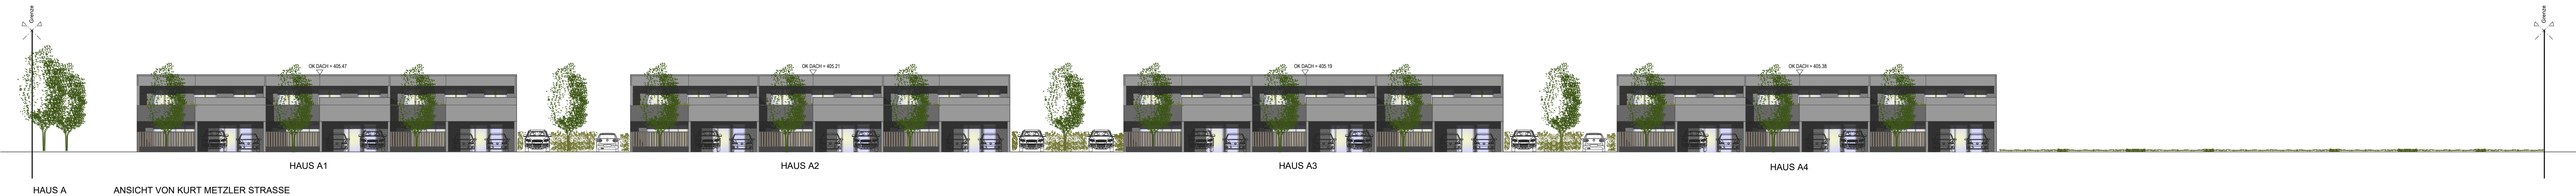 Grenze
Grenze
OK DACH = 405.47
OK DACH = 405.21
OK DACH = 405.19
OK DACH = 405.38
HAUS A1
HAUS A2
HAUS A3
HAUS A4
HAUS A
ANSICHT VON KURT METZLER STRASSE